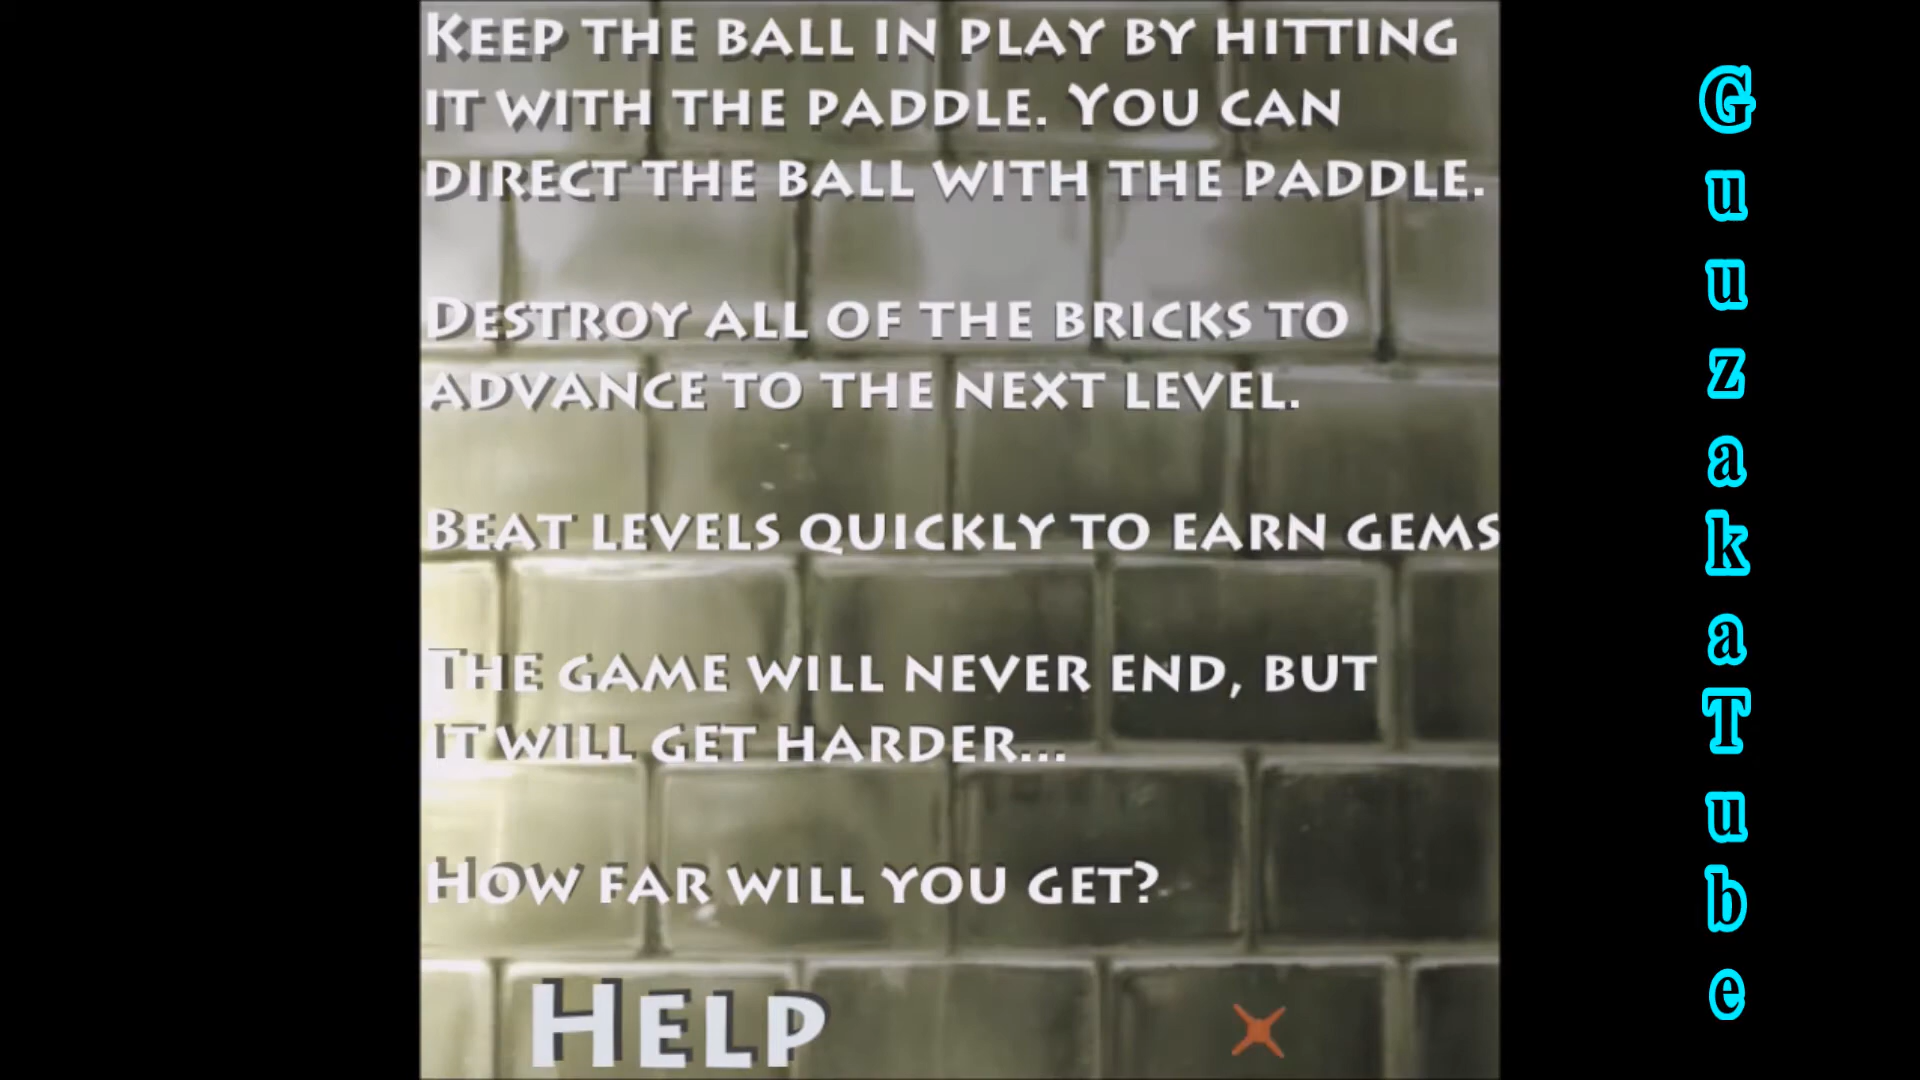 Keep the ball in play by hitting
it with the paddle. You can
direct the ball with the paddle.
Destroy all of the bricks to
advance to the next level.
Beat levels quickly to earn gems
The game will never end, but
it will get harder...
How far will you get?
Help
GuuzakaTube